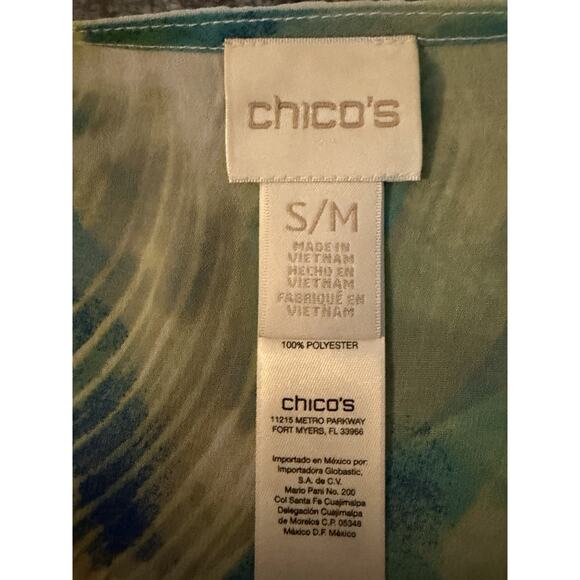 chico's
S/M
MADE IN
VIETNAM
HECHO EN
VIETNAM
FABRIQUÉ EN
VIETNAM
100% POLYESTER
chico's
11215 METRO PARKWAY
FORT MYERS, FL 33966
Importado en México por:
Importadora Globastic,
S.A. de C.V.
Mario Pani No. 200
Col Santa Fe Cuajimalpa
Delegación Cuajimalpa
de Morelos C.P. 05348
México D.F. México